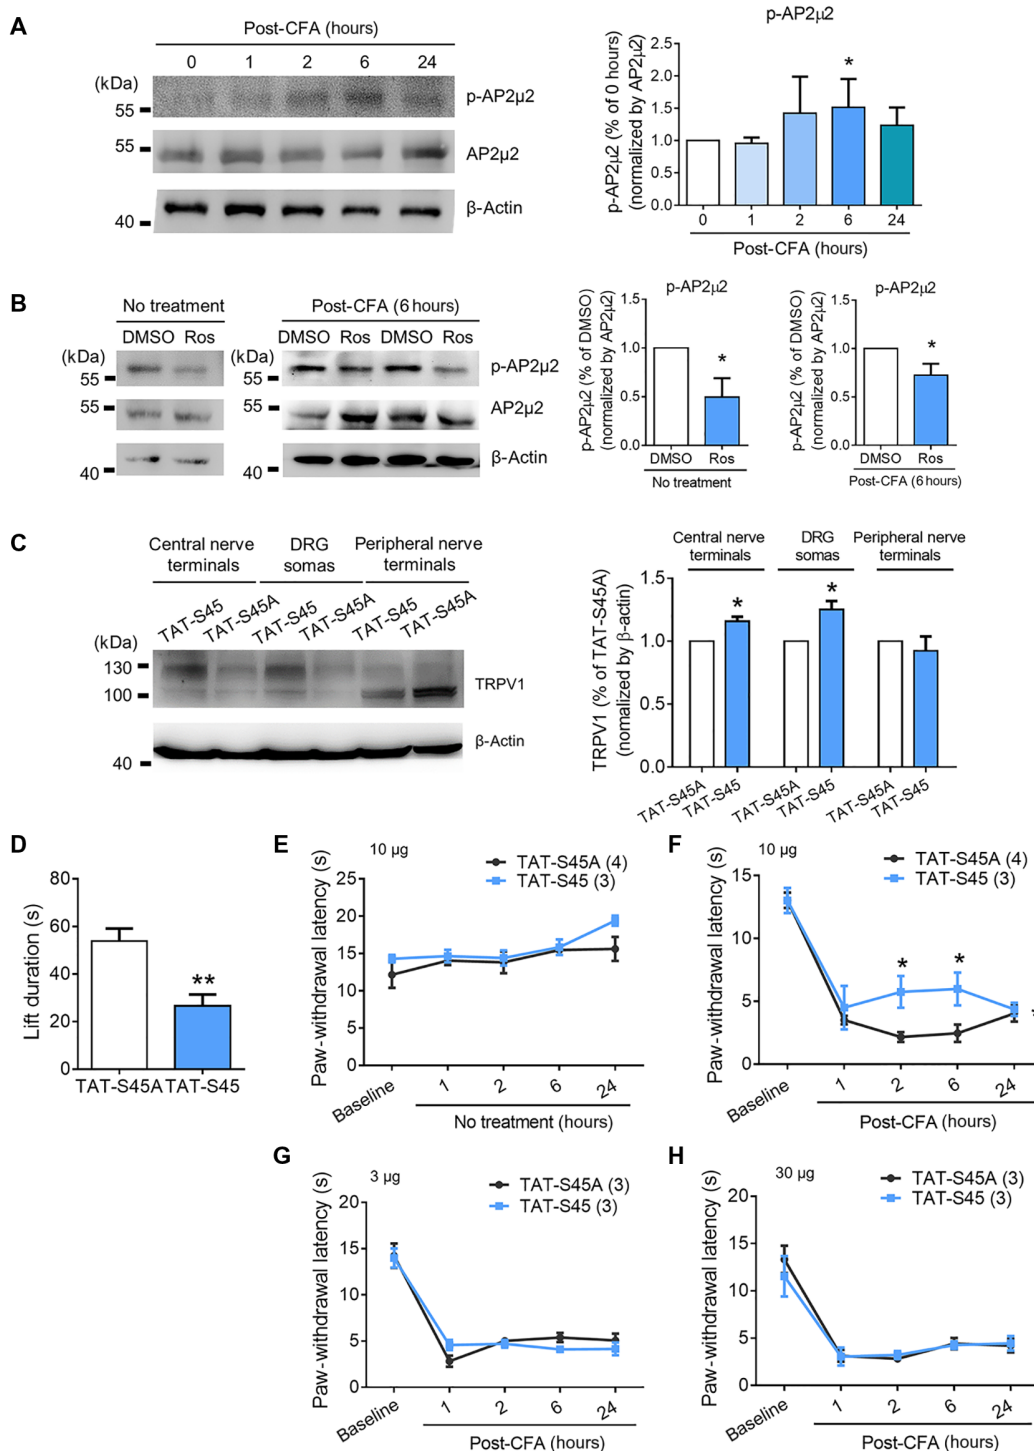 A
Post-CFA (hours)
0 1 2 6 24
(kDa)
55
p-AP2μ2
55
AP2μ2
40
β-Actin
p-AP2μ2
p-AP2μ2 (% of 0 hours)
(normalized by AP2μ2)
2.5
2.0
1.5
1.0
0.5
0.0
*
0 1 2 6 24
Post-CFA (hours)
B
No treatment
Post-CFA (6 hours)
DMSO Ros
DMSO Ros DMSO Ros
(kDa)
(kDa)
55
55
p-AP2μ2
55
55
AP2μ2
40
40
β-Actin
p-AP2μ2
p-AP2μ2 (% of DMSO)
(normalized by AP2μ2)
1.5
1.0
0.5
0.0
*
DMSO Ros
No treatment
p-AP2μ2
p-AP2μ2 (% of DMSO)
(normalized by AP2μ2)
1.5
1.0
0.5
0.0
*
DMSO Ros
Post-CFA (6 hours)
C
Central nerve terminals
DRG somas
Peripheral nerve terminals
TAT-S45 TAT-S45A TAT-S45 TAT-S45A TAT-S45 TAT-S45A
(kDa)
130
100
TRPV1
40
β-Actin
Central nerve terminals
DRG somas
Peripheral nerve terminals
TRPV1 (% of TAT-S45A)
(nomalized by β-actin)
1.5
1.0
0.5
0.0
* *
TAT-S45A TAT-S45 TAT-S45A TAT-S45 TAT-S45A TAT-S45
D
Lift duration (s)
80
60
40
20
0
**
TAT-S45A TAT-S45
E
10 μg
TAT-S45A (4)
TAT-S45 (3)
Paw-withdrawal latency (s)
25
20
15
10
5
0
Baseline 1 2 6 24
No treatment (hours)
F
10 μg
TAT-S45A (4)
TAT-S45 (3)
Paw-withdrawal latency (s)
15
10
5
0
* *
*
Baseline 1 2 6 24
Post-CFA (hours)
G
3 μg
TAT-S45A (3)
TAT-S45 (3)
Paw-withdrawal latency (s)
20
15
10
5
0
Baseline 1 2 6 24
Post-CFA (hours)
H
30 μg
TAT-S45A (3)
TAT-S45 (3)
Paw-withdrawal latency (s)
20
15
10
5
0
Baseline 1 2 6 24
Post-CFA (hours)